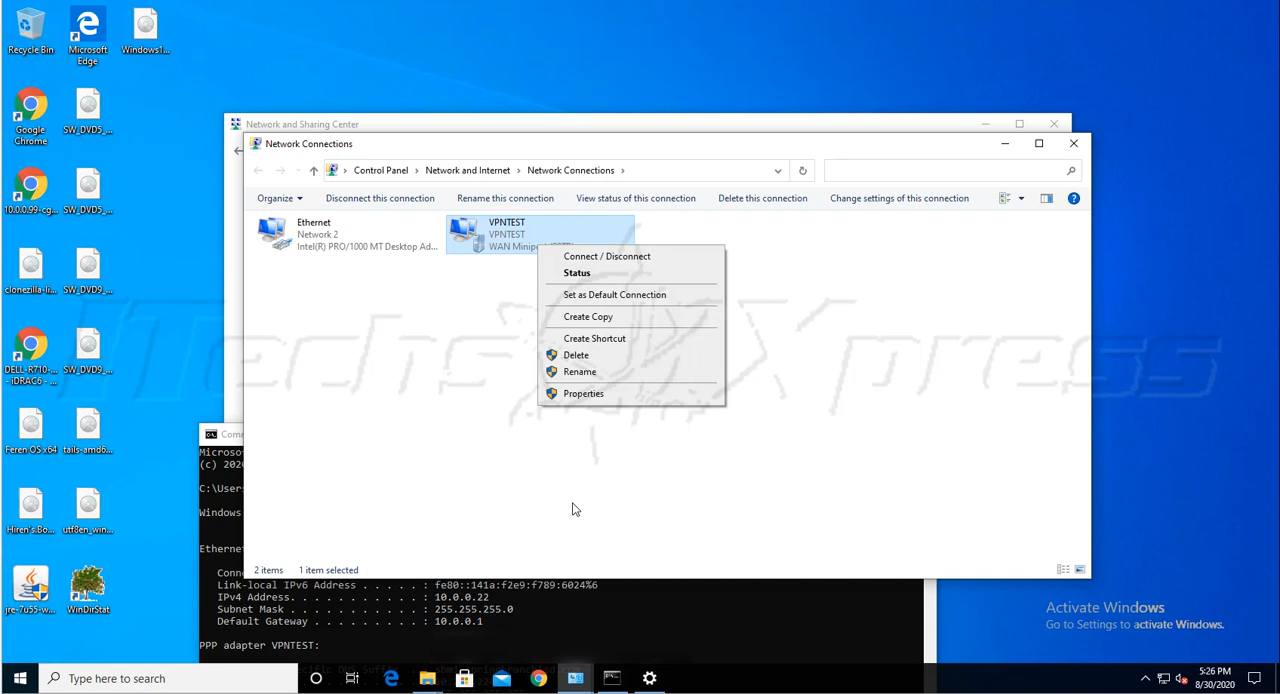 Recycle Bin
Microsoft Edge
Windows1...
Google Chrome
SW_DVD5_...
10.0.0.99-cg...
SW_DVD5_...
clonezilla-li...
SW_DVD9_...
DELL-R710-... - iDRAC6 - ...
SW_DVD9_...
Feren OS x64
tails-amd6...
Hiren's.Bo...
utf8en_win...
jre-7u55-w...
WinDirStat
Network and Sharing Center
Network Connections
Control Panel > Network and Internet > Network Connections >
Organize
Disconnect this connection
Rename this connection
View status of this connection
Delete this connection
Change settings of this connection
Ethernet
Network 2
Intel(R) PRO/1000 MT Desktop Ad...
VPNTEST
VPNTEST
WAN Minip
Connect / Disconnect
Status
Set as Default Connection
Create Copy
Create Shortcut
Delete
Rename
Properties
2 items
1 item selected
Comm
Microso
(c) 202
C:\User
Windows
Etherne
Conn
Link-local IPv6 Address . . . . . : fe80::141a:f2e9:f789:6024%6
IPv4 Address. . . . . . . . . . . : 10.0.0.22
Subnet Mask . . . . . . . . . . . : 255.255.255.0
Default Gateway . . . . . . . . . : 10.0.0.1
PPP adapter VPNTEST:
iTechs Xpress
Activate Windows
Go to Settings to activate Windows.
Type here to search
5:26 PM
8/30/2020